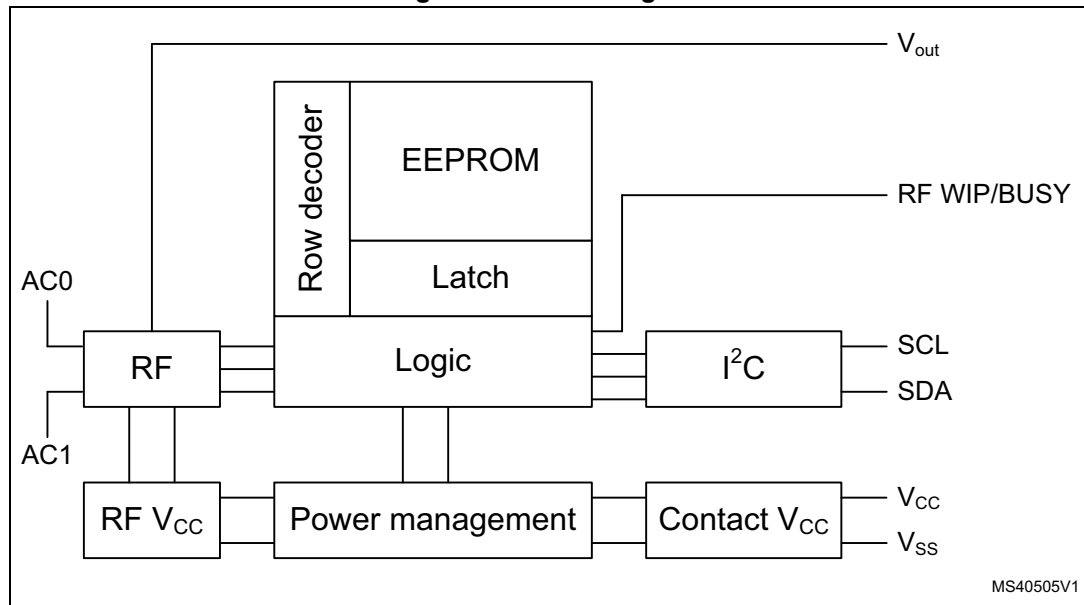 V_out
Row decoder
EEPROM
RF WIP/BUSY
Latch
AC0
RF
Logic
I²C
SCL
SDA
AC1
RF V_CC
Power management
Contact V_CC
V_CC
V_SS
MS40505V1